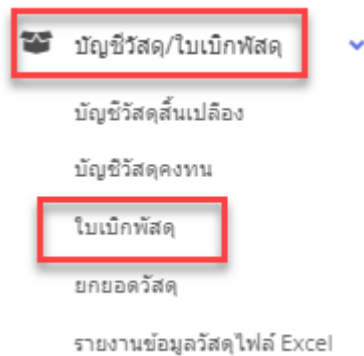 บัญชีวัสดุ/ใบเบิกพัสดุ
บัญชีวัสดุสิ้นเปลือง
บัญชีวัสดุคงทน
ใบเบิกพัสดุ
ยกยอดวัสดุ
รายงานข้อมูลวัสดุไฟล์ Excel